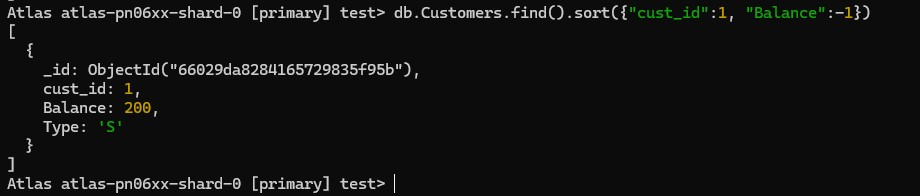 Atlas atlas-pn06xx-shard-0 [primary] test> db.Customers.find().sort({"cust_id":1, "Balance":-1})
[
  {
    _id: ObjectId("66029da8284165729835f95b"),
    cust_id: 1,
    Balance: 200,
    Type: 'S'
  }
]
Atlas atlas-pn06xx-shard-0 [primary] test>